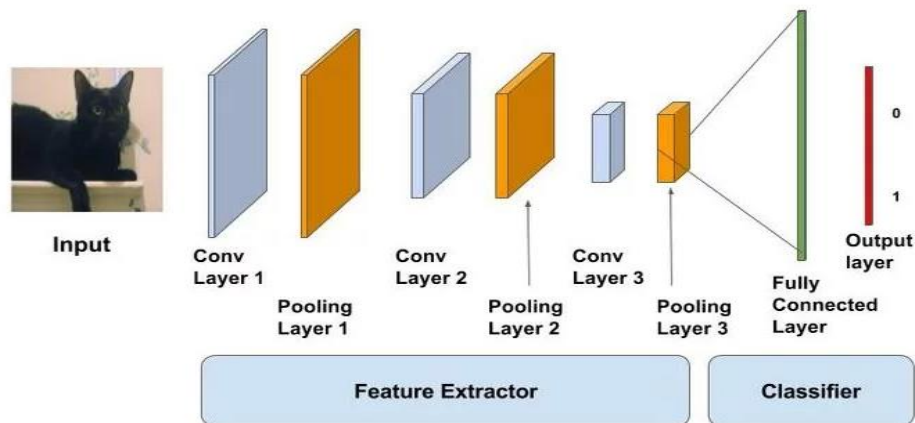 Input
Conv
Layer 1
Pooling
Layer 1
Conv
Layer 2
Pooling
Layer 2
Conv
Layer 3
Pooling
Layer 3
Fully
Connected
Layer
0
1
Output
layer
Feature Extractor
Classifier